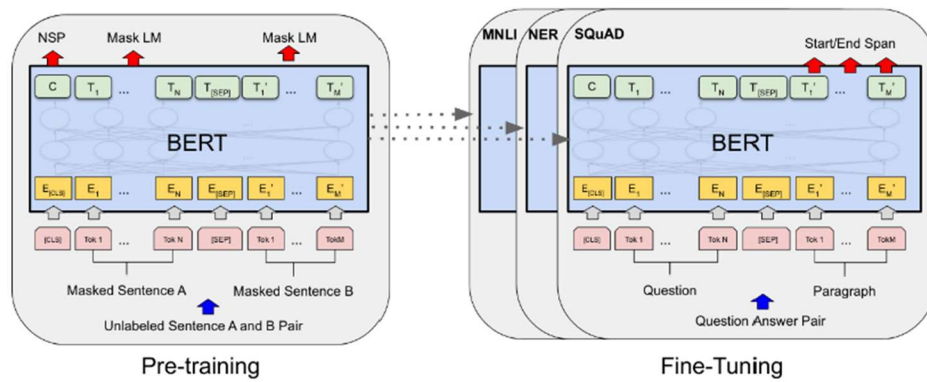 NSP Mask LM Mask LM
C T1 ... TN T[SEP] T1' ... TM'
BERT
E[CLS] E1 ... EN E[SEP] E1' ... EM'
[CLS] Tok 1 ... Tok N [SEP] Tok 1 ... TokM
Masked Sentence A Masked Sentence B
Unlabeled Sentence A and B Pair
Pre-training
MNLI NER SQuAD
Start/End Span
C T1 ... TN T[SEP] T1' ... TM'
BERT
E[CLS] E1 ... EN E[SEP] E1' ... EM'
[CLS] Tok 1 ... Tok N [SEP] Tok 1 ... TokM
Question Paragraph
Question Answer Pair
Fine-Tuning